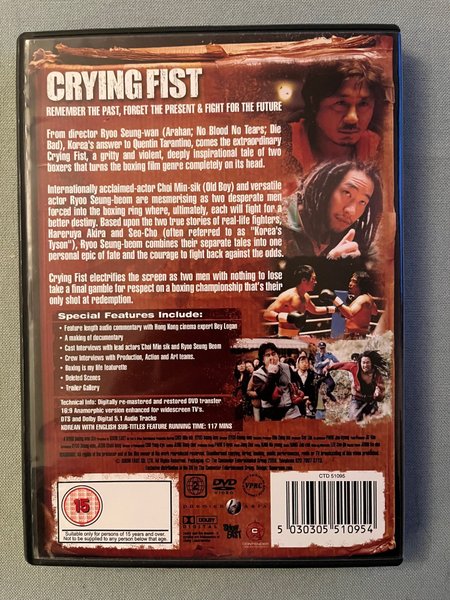 CRYING FIST
REMEMBER THE PAST, FORGET THE PRESENT & FIGHT FOR THE FUTURE
From director Ryoo Seung-wan (Arahan; No Blood No Tears; Die
Bad), Korea's answer to Quentin Tarantino, comes the extraordinary
Crying Fist, a gritty and violent, deeply inspirational tale of two
boxers that turns the boxing film genre completely on its head.
Internationally acclaimed-actor Choi Min-sik (Old Boy) and versatile
actor Ryoo Seung-beom are mesmerising as two desperate men
forced into the boxing ring where, ultimately, each will fight for a
better destiny. Based upon the two true stories of real-life fighters,
Haroruya Akira and Seo-Cho (often referred to as "Korea's
Tyson"), Ryoo Seung-beom combines their separate tales into one
personal epic of fate and the courage to fight back against the odds.
Crying Fist electrifies the screen as two men with nothing to lose
take a final gamble for respect on a boxing championship that's their
only shot at redemption.
Special Features Include:
• Feature length audio commentary with Hong Kong cinema expert Bey Logan
• A making of documentary
• Cast Interviews with lead actors Choi Min sik and Ryoo Seung Beom
• Crew Interviews with Production, Action and Art teams.
• Boxing is my life featurette
• Deleted Scenes
• Trailer Gallery
Technical Info: Digitally re-mastered and restored DVD transfer
16:9 Anamorphic version enhanced for widescreen TV's.
DTS and Dolby Digital 5.1 Audio Tracks
KOREAN WITH ENGLISH SUB-TITLES FEATURE RUNNING TIME: 117 MINS
15
Suitable only for persons of 15 years and over.
Not to be supplied to any person below that age.
2
DVD
VIDEO
VPRC
premier asia
DOLBY
DIGITAL
CONTENDER
CTD 51095
5 030305 510954